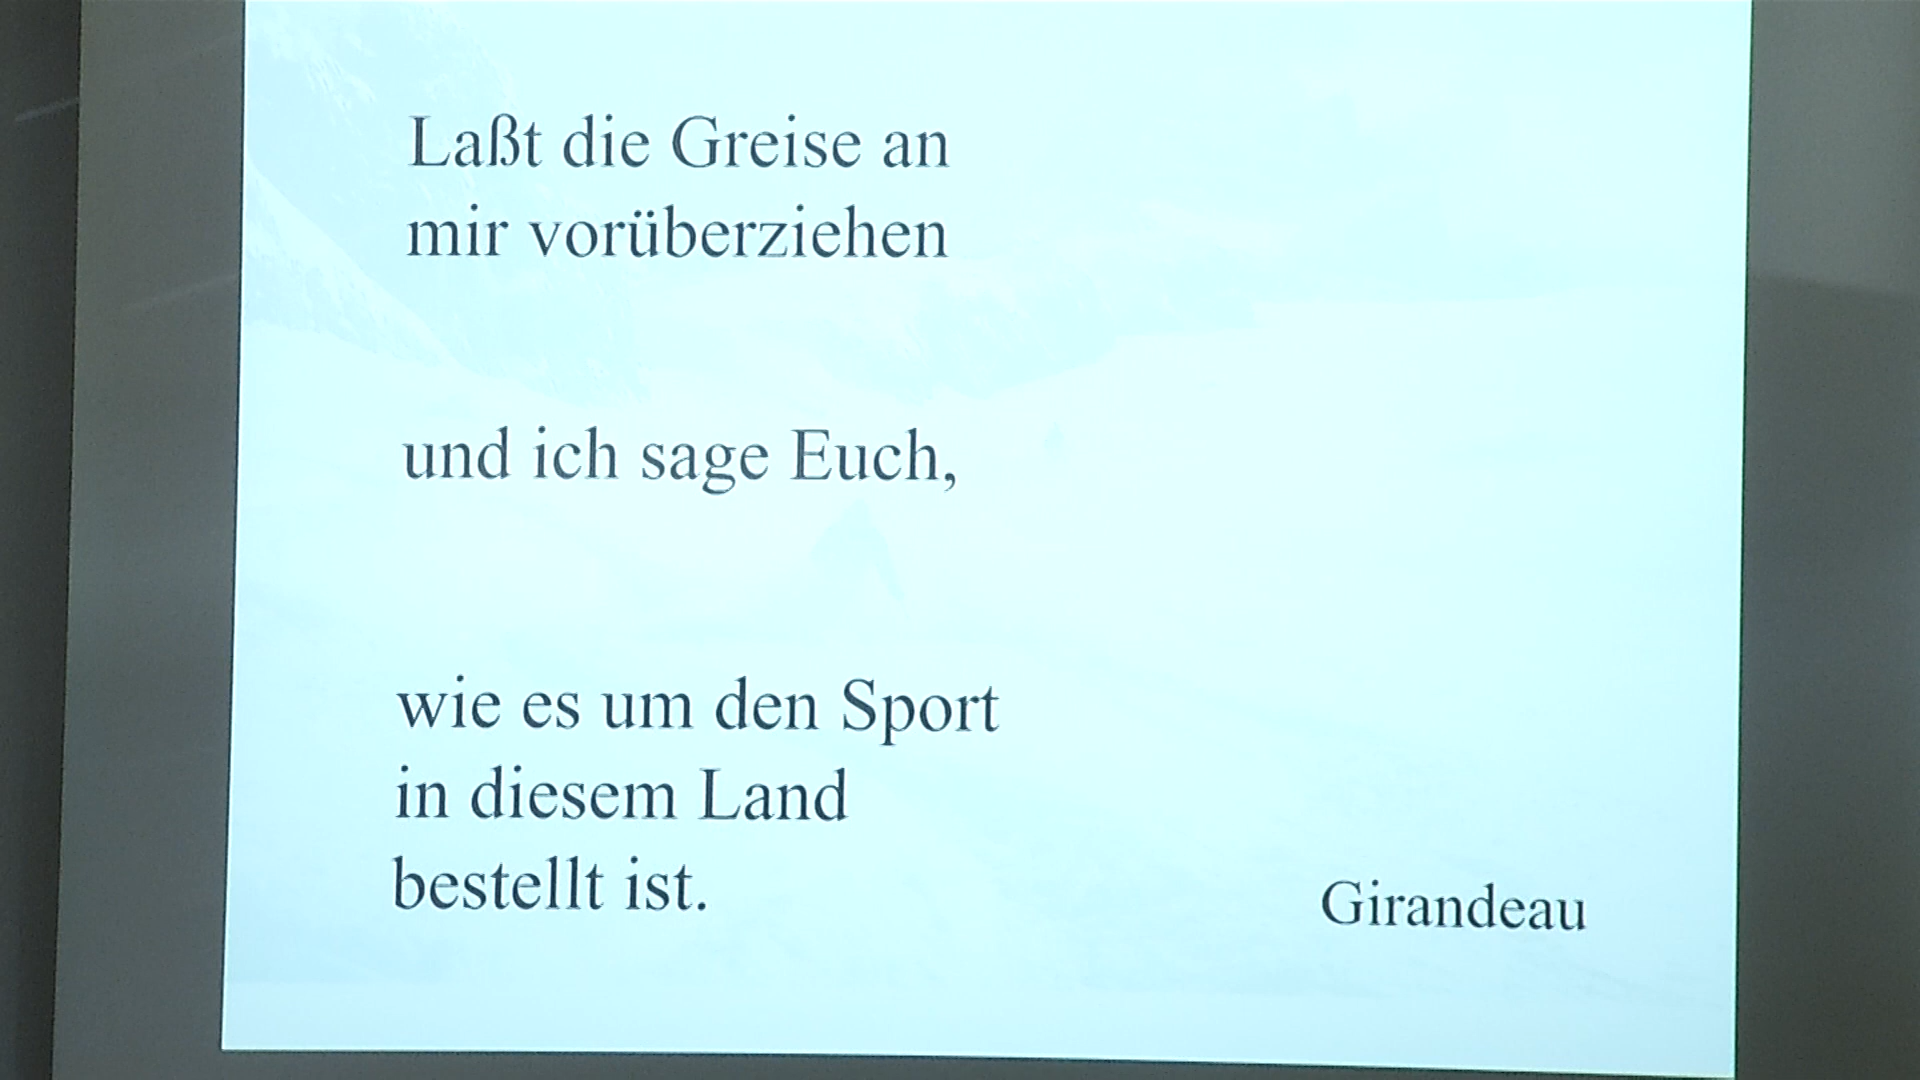 Laßt die Greise an
mir vorüberziehen
und ich sage Euch,
wie es um den Sport
in diesem Land
bestellt ist.
Girandeau